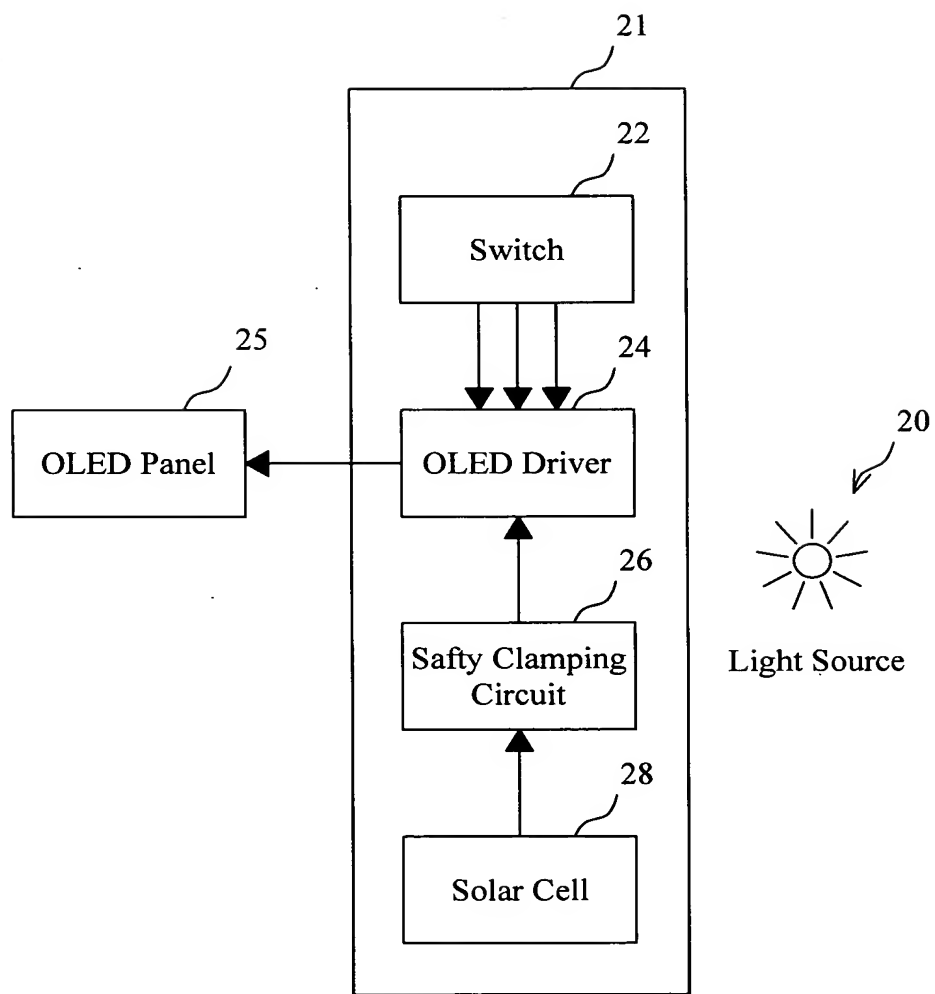 21
22
Switch
25
24
OLED Panel
OLED Driver
20
26
Safty Clamping
Circuit
Light Source
28
Solar Cell